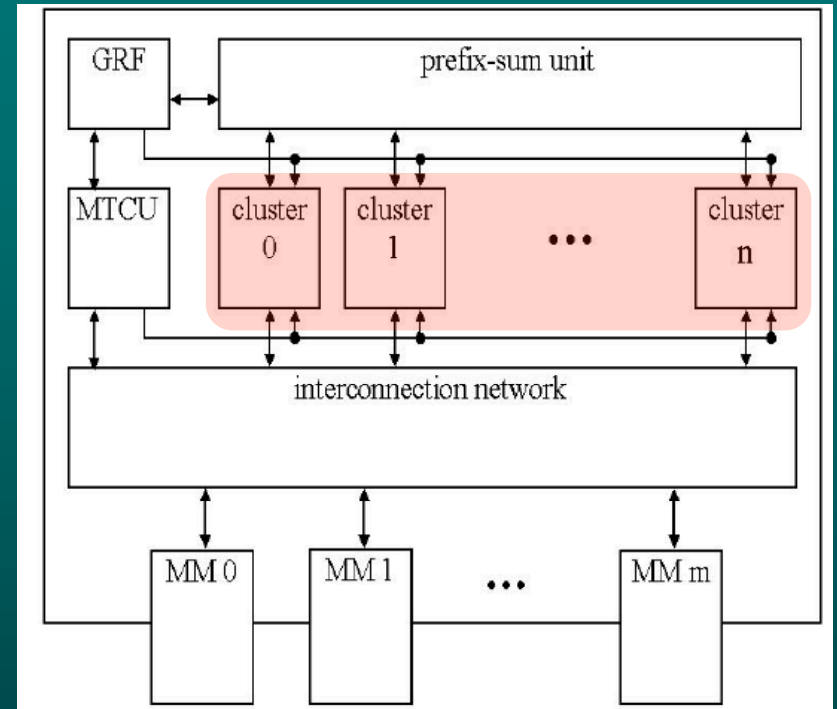 GRF
prefix-sum unit
MTCU
cluster
0
cluster
1
•••
cluster
n
interconnection network
MM 0
MM 1
•••
MM m